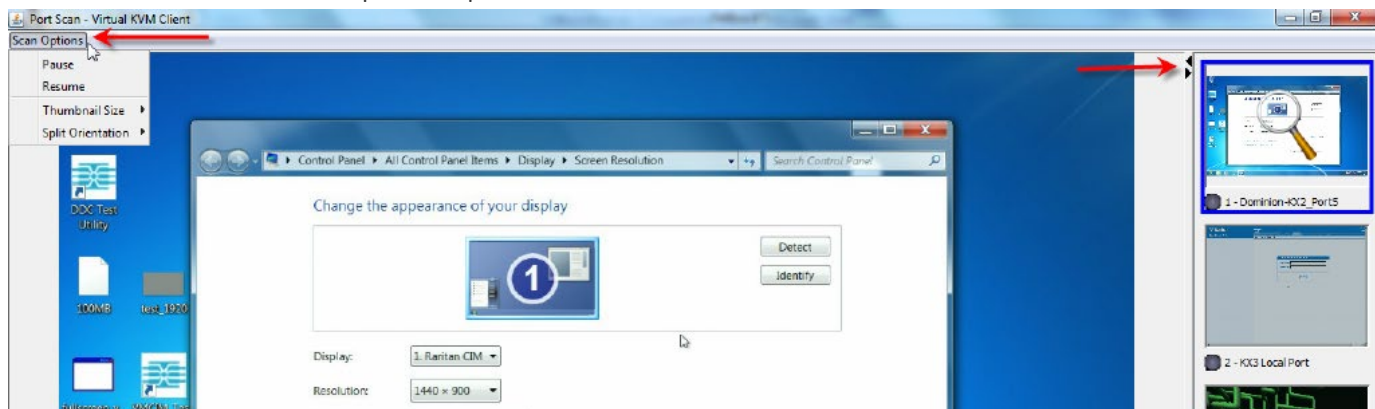 Port Scan - Virtual KVM Client
Scan Options
Pause
Resume
Thumbnail Size
Split Orientation
DDC Test
Utility
100MB
test_1920
Control Panel ▸ All Control Panel Items ▸ Display ▸ Screen Resolution
Search Control Panel
Change the appearance of your display
1
Detect
Identify
Display:
1. Raritan CIM
Resolution:
1440 × 900
1 - Dominion-KX2_Port5
2 - KX3 Local Port